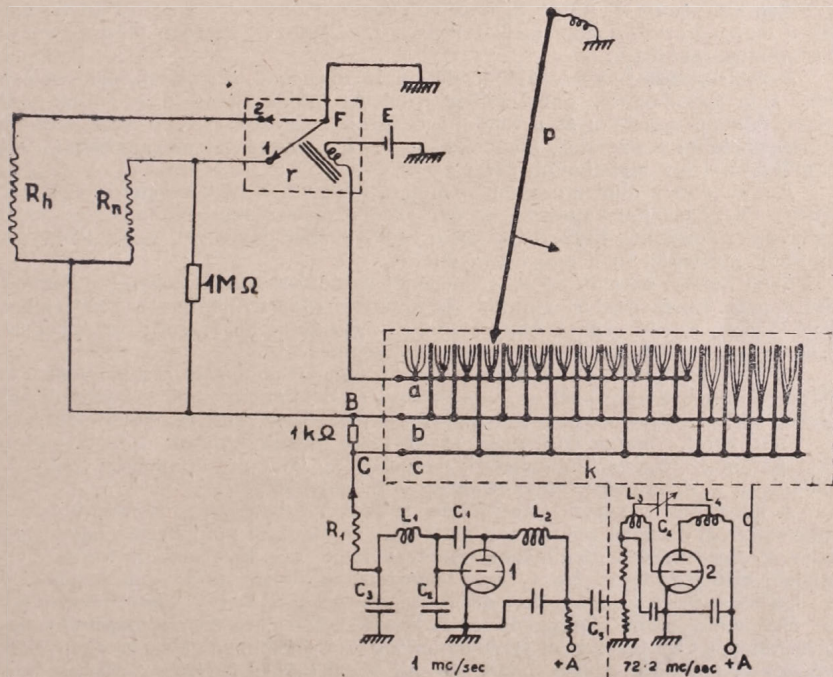 2
F
E
1
r
p
Rh
Rn
1MΩ
a
B
b
1kΩ
C
c
k
R1
L1
C1
L2
L3
C4
L4
1
2
C3
C2
C5
1 mc/sec
+A
72·2 mc/sec
+A